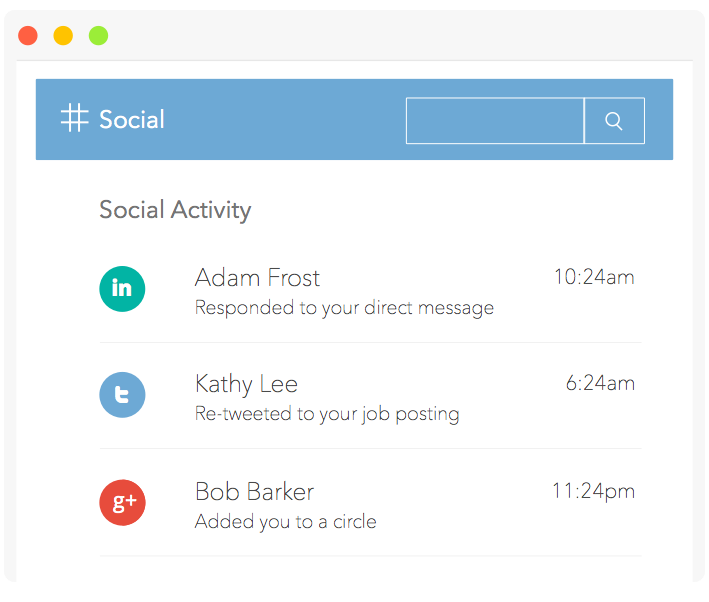 # Social
Social Activity
in
Adam Frost
10:24am
Responded to your direct message
t
Kathy Lee
6:24am
Re-tweeted to your job posting
g+
Bob Barker
11:24pm
Added you to a circle